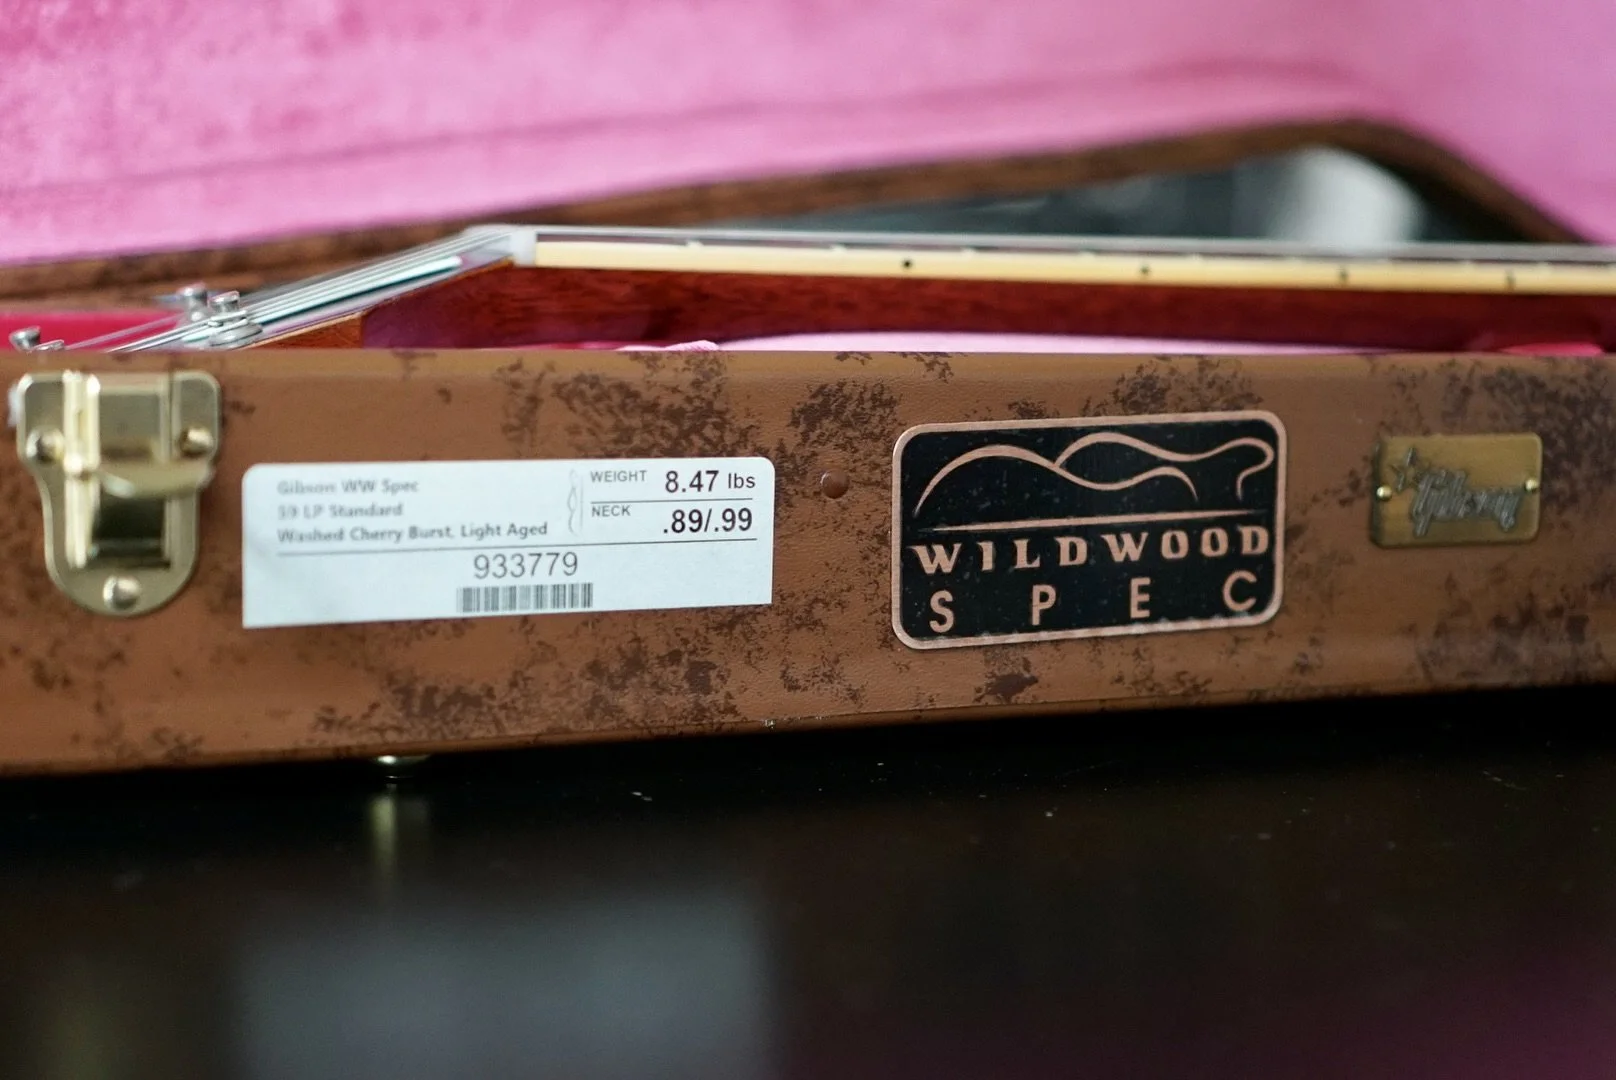 Gibson WW Spec
59 LP Standard
Washed Cherry Burst, Light Aged
WEIGHT 8.47 lbs
NECK .89/.99
933779
WILDWOOD
SPEC
Gibson